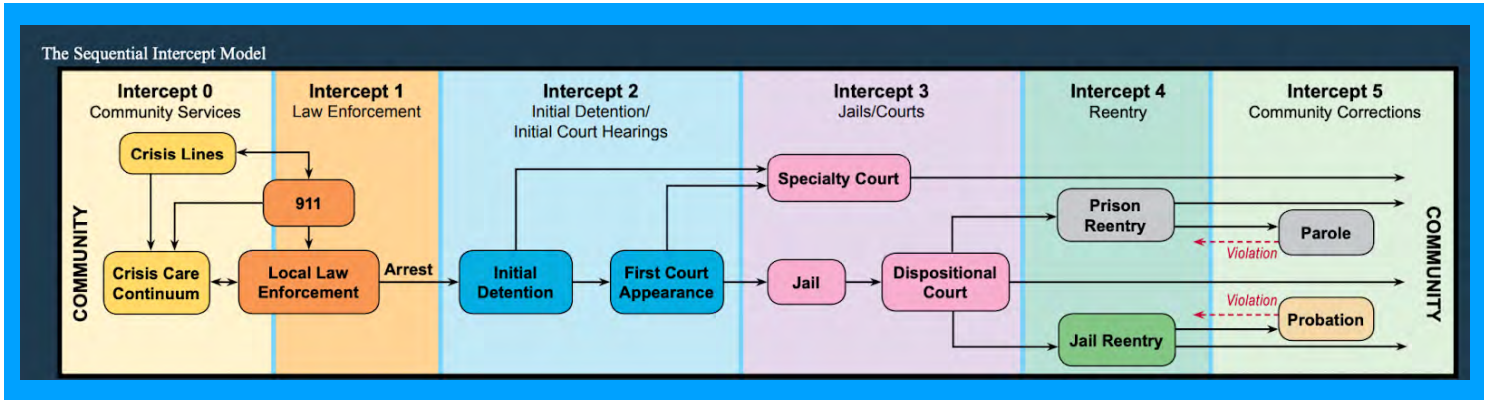 The Sequential Intercept Model
Intercept 0
Community Services
Intercept 1
Law Enforcement
Intercept 2
Initial Detention/
Initial Court Hearings
Intercept 3
Jails/Courts
Intercept 4
Reentry
Intercept 5
Community Corrections
COMMUNITY
Crisis Lines
911
Crisis Care
Continuum
Local Law
Enforcement
Arrest
Initial
Detention
First Court
Appearance
Specialty Court
Jail
Dispositional
Court
Prison
Reentry
Parole
Violation
Violation
Probation
Jail Reentry
COMMUNITY